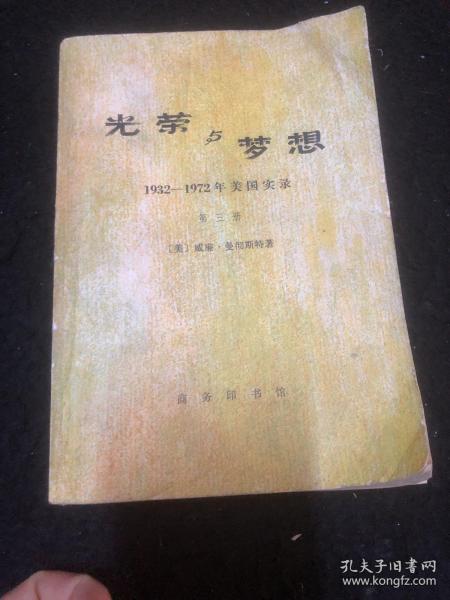 光荣与梦想
1932—1972年美国实录
第三册
〔美〕威廉·曼彻斯特著
商务印书馆
孔夫子旧书网
www.kongfz.com